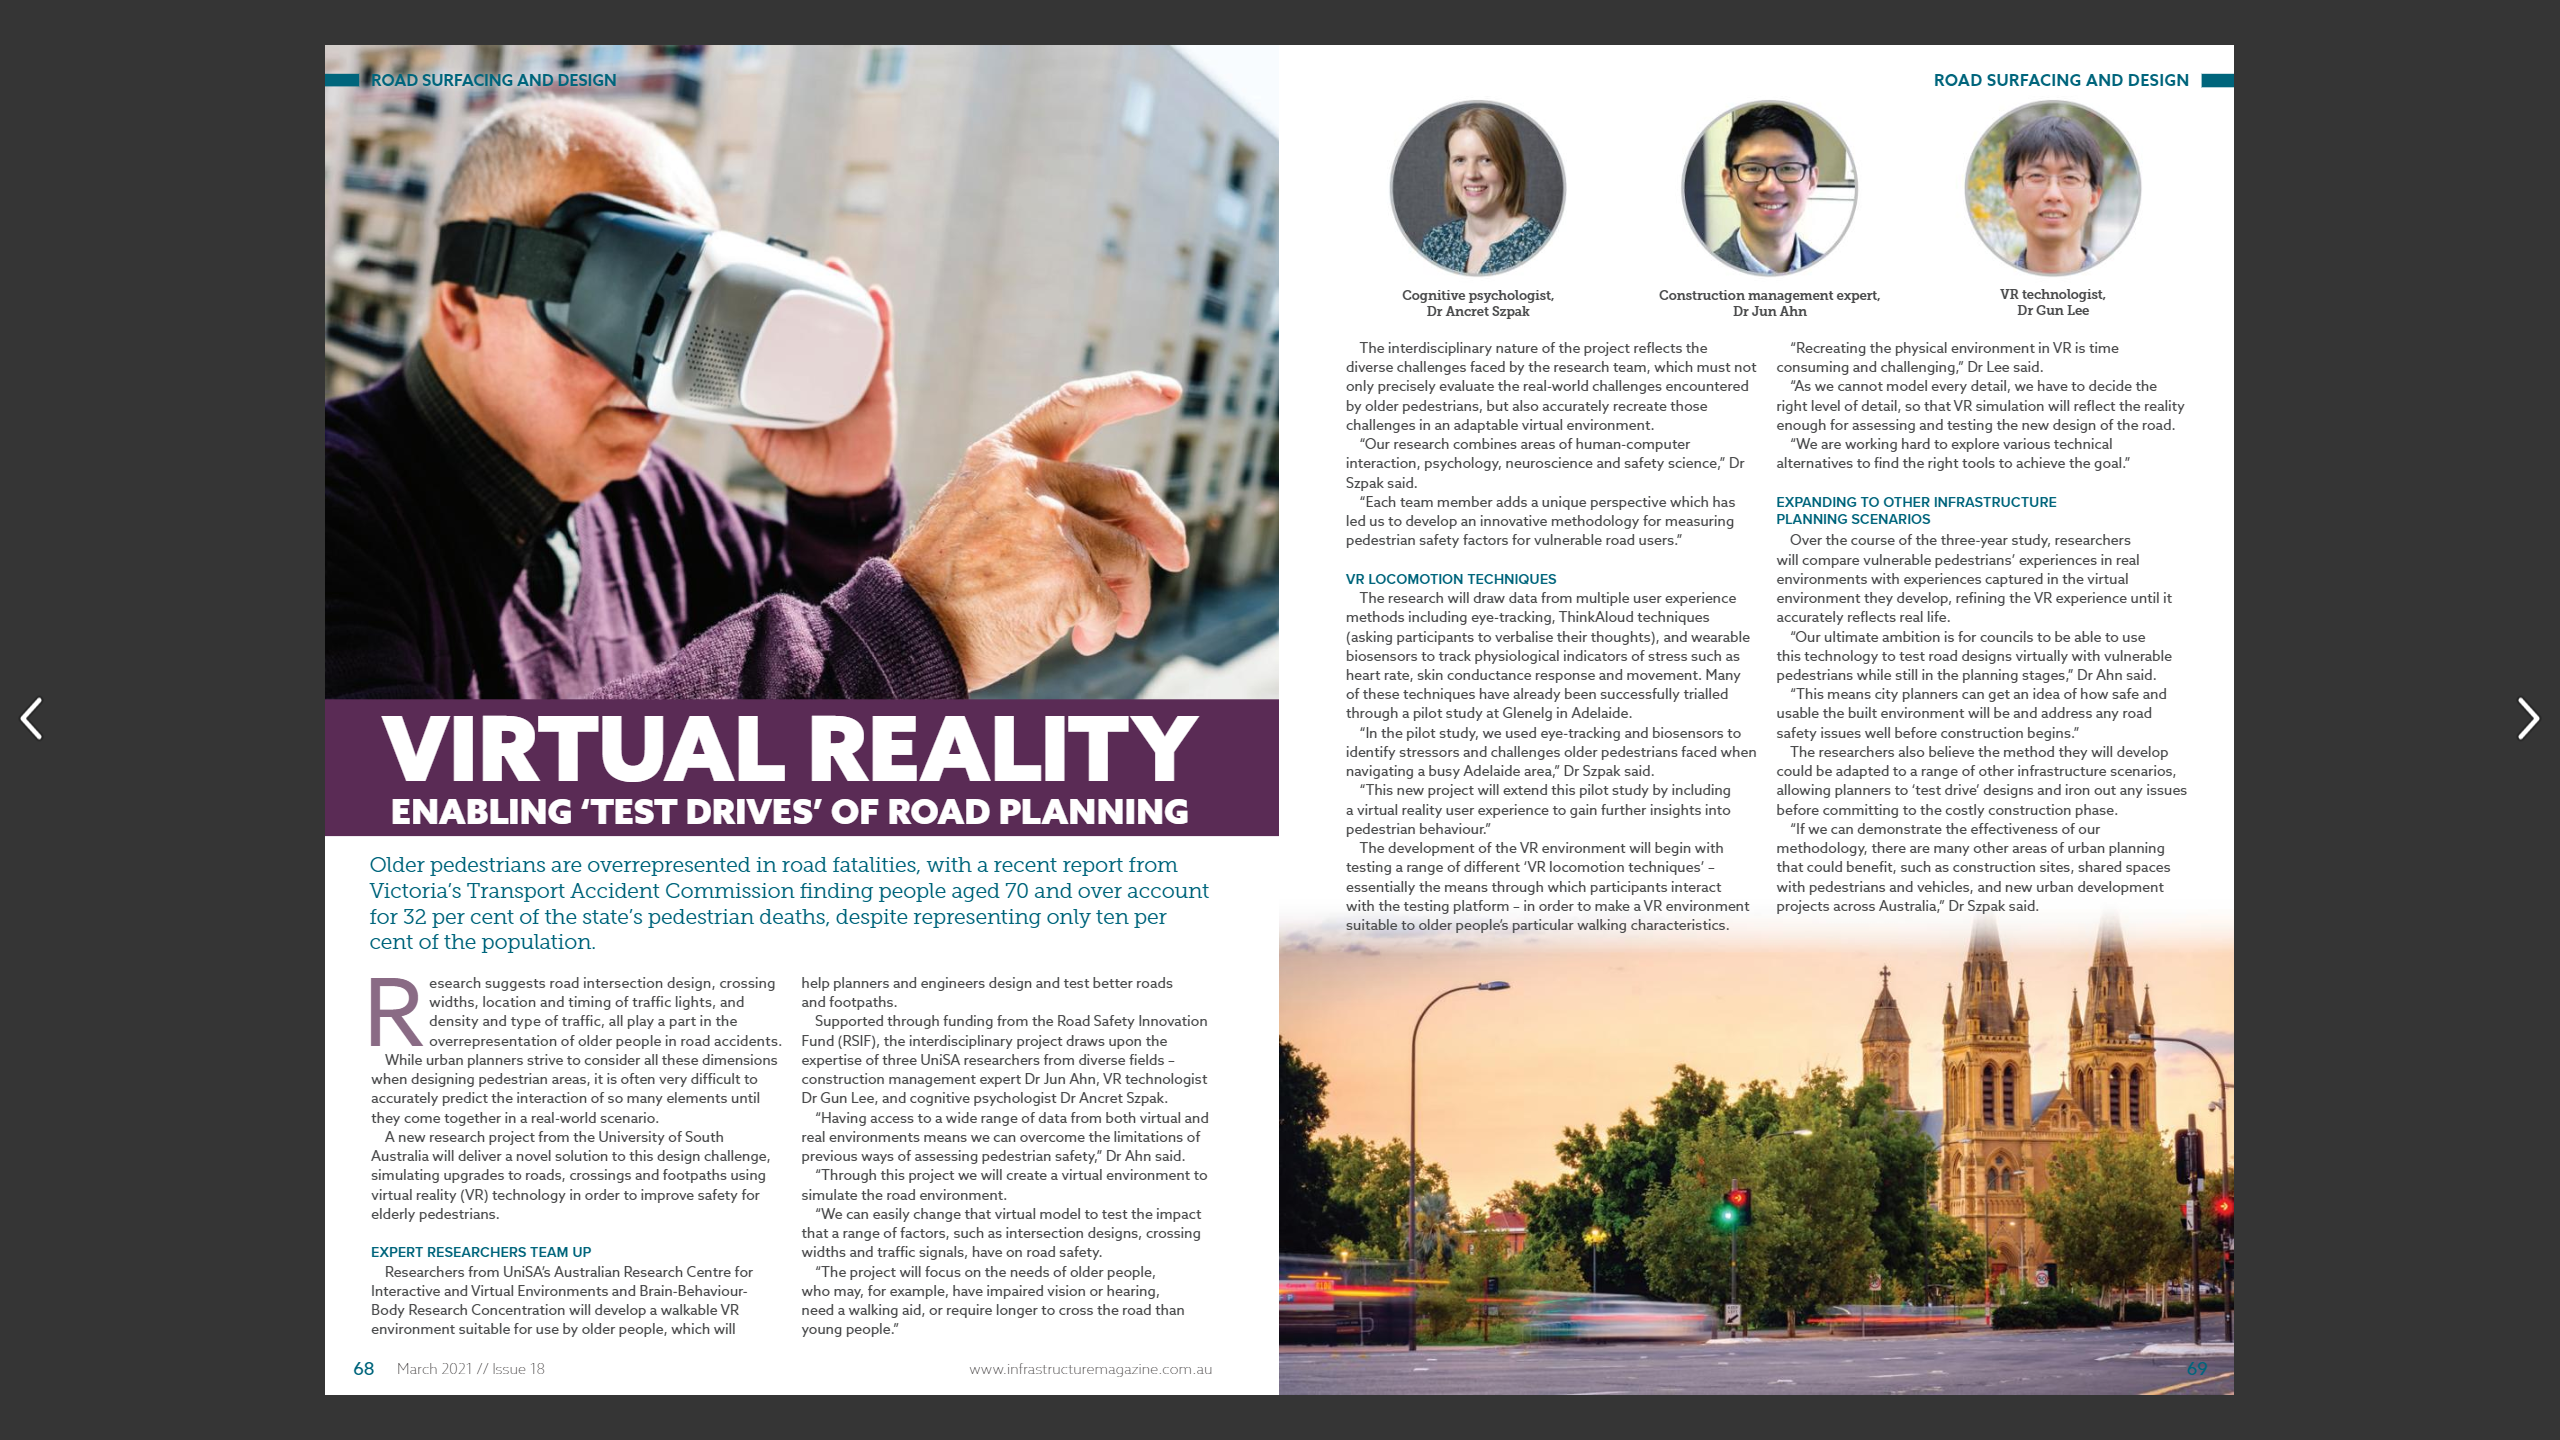 ROAD SURFACING AND DESIGN
VIRTUAL REALITY
ENABLING ‘TEST DRIVES’ OF ROAD PLANNING
Older pedestrians are overrepresented in road fatalities, with a recent report from
Victoria’s Transport Accident Commission finding people aged 70 and over account
for 32 per cent of the state’s pedestrian deaths, despite representing only ten per
cent of the population.
Research suggests road intersection design, crossing
widths, location and timing of traffic lights, and
density and type of traffic, all play a part in the
overrepresentation of older people in road accidents.
While urban planners strive to consider all these dimensions
when designing pedestrian areas, it is often very difficult to
accurately predict the interaction of so many elements until
they come together in a real-world scenario.
A new research project from the University of South
Australia will deliver a novel solution to this design challenge,
simulating upgrades to roads, crossings and footpaths using
virtual reality (VR) technology in order to improve safety for
elderly pedestrians.
EXPERT RESEARCHERS TEAM UP
Researchers from UniSA’s Australian Research Centre for
Interactive and Virtual Environments and Brain-Behaviour-
Body Research Concentration will develop a walkable VR
environment suitable for use by older people, which will
help planners and engineers design and test better roads
and footpaths.
Supported through funding from the Road Safety Innovation
Fund (RSIF), the interdisciplinary project draws upon the
expertise of three UniSA researchers from diverse fields –
construction management expert Dr Jun Ahn, VR technologist
Dr Gun Lee, and cognitive psychologist Dr Ancret Szpak.
“Having access to a wide range of data from both virtual and
real environments means we can overcome the limitations of
previous ways of assessing pedestrian safety,” Dr Ahn said.
“Through this project we will create a virtual environment to
simulate the road environment.
“We can easily change that virtual model to test the impact
that a range of factors, such as intersection designs, crossing
widths and traffic signals, have on road safety.
“The project will focus on the needs of older people,
who may, for example, have impaired vision or hearing,
need a walking aid, or require longer to cross the road than
young people.”
68 March 2021 // Issue 18
www.infrastructuremagazine.com.au
ROAD SURFACING AND DESIGN
Cognitive psychologist,
Dr Ancret Szpak
Construction management expert,
Dr Jun Ahn
VR technologist,
Dr Gun Lee
The interdisciplinary nature of the project reflects the
diverse challenges faced by the research team, which must not
only precisely evaluate the real-world challenges encountered
by older pedestrians, but also accurately recreate those
challenges in an adaptable virtual environment.
“Our research combines areas of human-computer
interaction, psychology, neuroscience and safety science,” Dr
Szpak said.
“Each team member adds a unique perspective which has
led us to develop an innovative methodology for measuring
pedestrian safety factors for vulnerable road users.”
VR LOCOMOTION TECHNIQUES
The research will draw data from multiple user experience
methods including eye-tracking, ThinkAloud techniques
(asking participants to verbalise their thoughts), and wearable
biosensors to track physiological indicators of stress such as
heart rate, skin conductance response and movement. Many
of these techniques have already been successfully trialled
through a pilot study at Glenelg in Adelaide.
“In the pilot study, we used eye-tracking and biosensors to
identify stressors and challenges older pedestrians faced when
navigating a busy Adelaide area,” Dr Szpak said.
“This new project will extend this pilot study by including
a virtual reality user experience to gain further insights into
pedestrian behaviour.”
The development of the VR environment will begin with
testing a range of different ‘VR locomotion techniques’ –
essentially the means through which participants interact
with the testing platform – in order to make a VR environment
suitable to older people’s particular walking characteristics.
“Recreating the physical environment in VR is time
consuming and challenging,” Dr Lee said.
“As we cannot model every detail, we have to decide the
right level of detail, so that VR simulation will reflect the reality
enough for assessing and testing the new design of the road.
“We are working hard to explore various technical
alternatives to find the right tools to achieve the goal.”
EXPANDING TO OTHER INFRASTRUCTURE
PLANNING SCENARIOS
Over the course of the three-year study, researchers
will compare vulnerable pedestrians’ experiences in real
environments with experiences captured in the virtual
environment they develop, refining the VR experience until it
accurately reflects real life.
“Our ultimate ambition is for councils to be able to use
this technology to test road designs virtually with vulnerable
pedestrians while still in the planning stages,” Dr Ahn said.
“This means city planners can get an idea of how safe and
usable the built environment will be and address any road
safety issues well before construction begins.”
The researchers also believe the method they will develop
could be adapted to a range of other infrastructure scenarios,
allowing planners to ‘test drive’ designs and iron out any issues
before committing to the costly construction phase.
“If we can demonstrate the effectiveness of our
methodology, there are many other areas of urban planning
that could benefit, such as construction sites, shared spaces
with pedestrians and vehicles, and new urban development
projects across Australia,” Dr Szpak said.
69